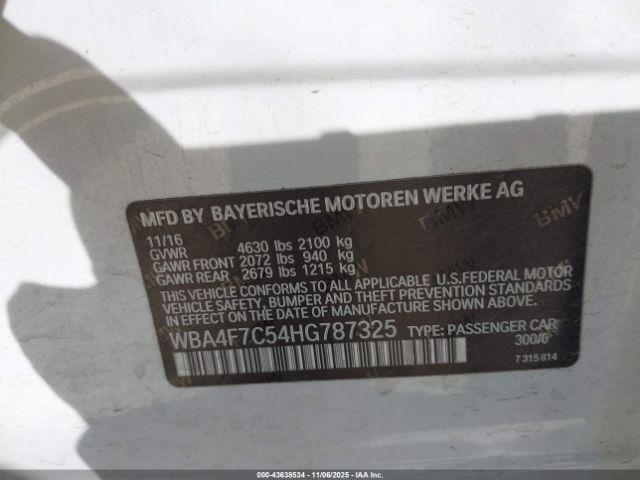 MFD BY BAYERISCHE MOTOREN WERKE AG
11/16
GVWR 4630 lbs 2100 kg
GAWR FRONT 2072 lbs 940 kg
GAWR REAR 2679 lbs 1215 kg
THIS VEHICLE CONFORMS TO ALL APPLICABLE U.S.FEDERAL MOTOR
VEHICLE SAFETY, BUMPER AND THEFT PREVENTION STANDARDS
IN EFFECT ON THE DATE OF MANUFACTURE SHOWN ABOVE.
WBA4F7C54HG787325 TYPE: PASSENGER CAR
300/0
7315814
BMW
000-43638534 - 11/06/2025 - IAA Inc.